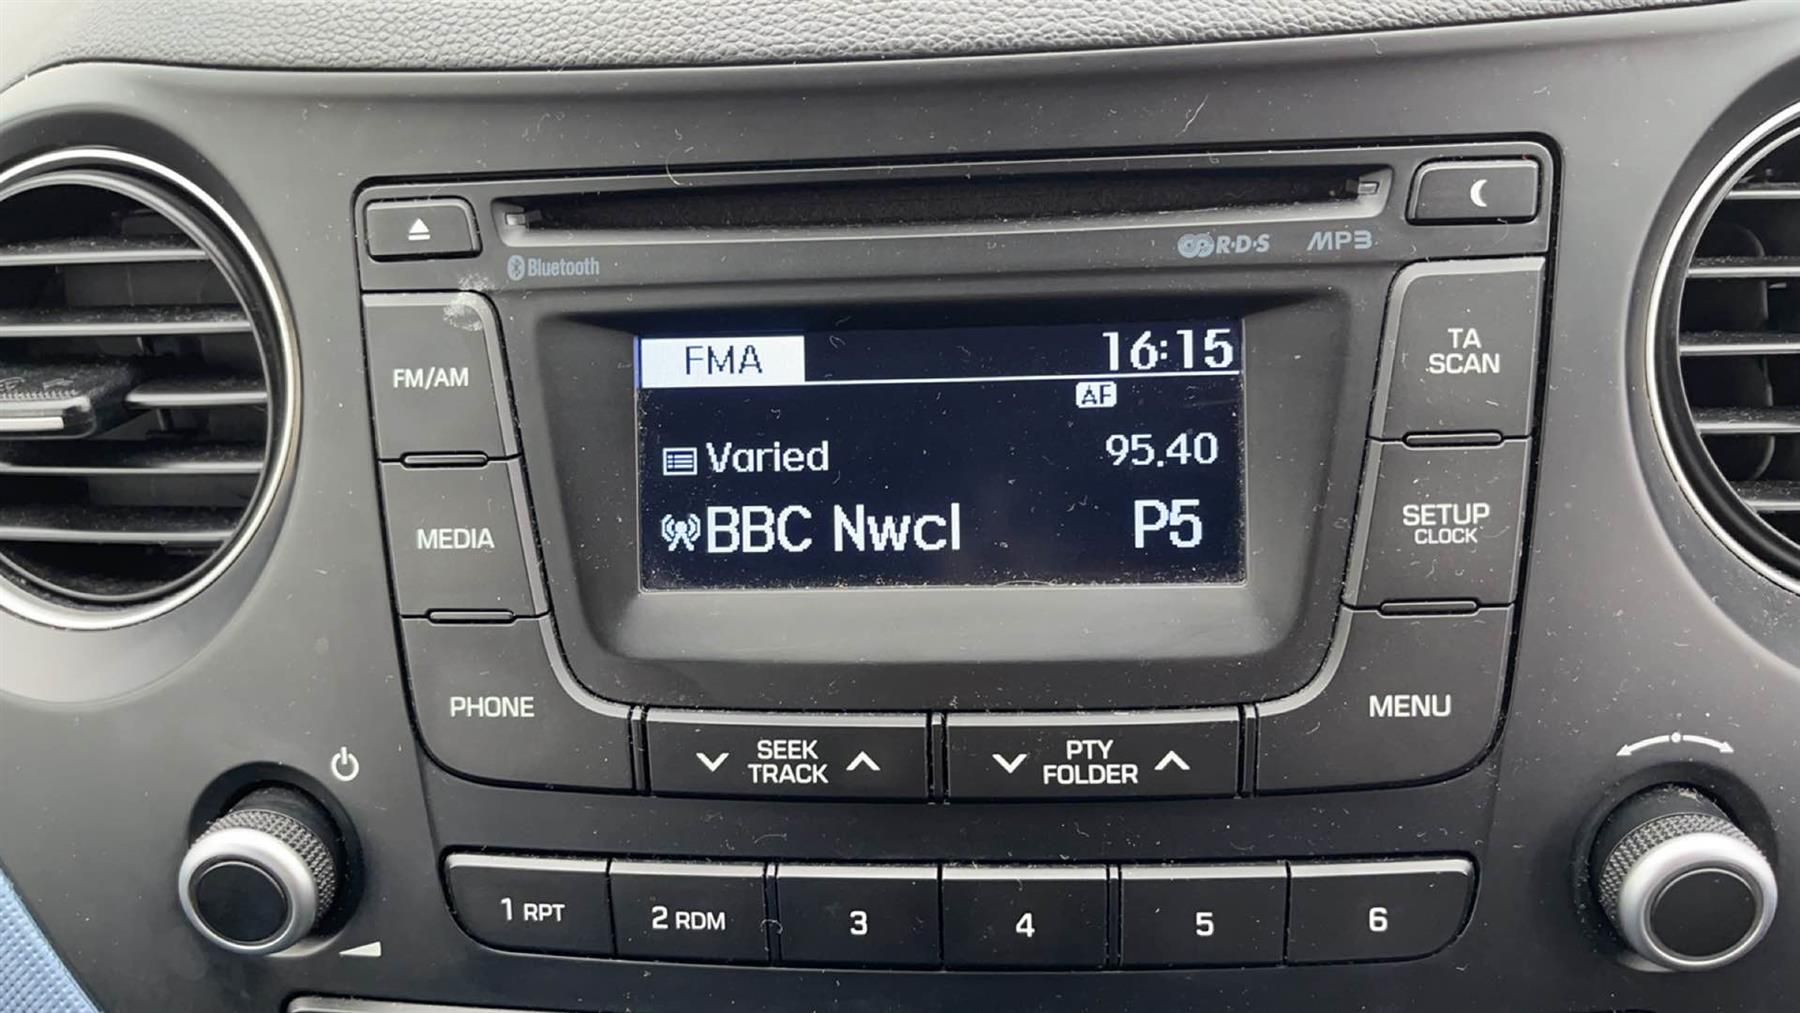 Bluetooth
R·D·S MP3
FM/AM
MEDIA
PHONE
FMA 16:15
AF
Varied 95.40
BBC Nwcl P5
TA
SCAN
SETUP
CLOCK
MENU
SEEK
TRACK
PTY
FOLDER
1 RPT 2 RDM 3 4 5 6